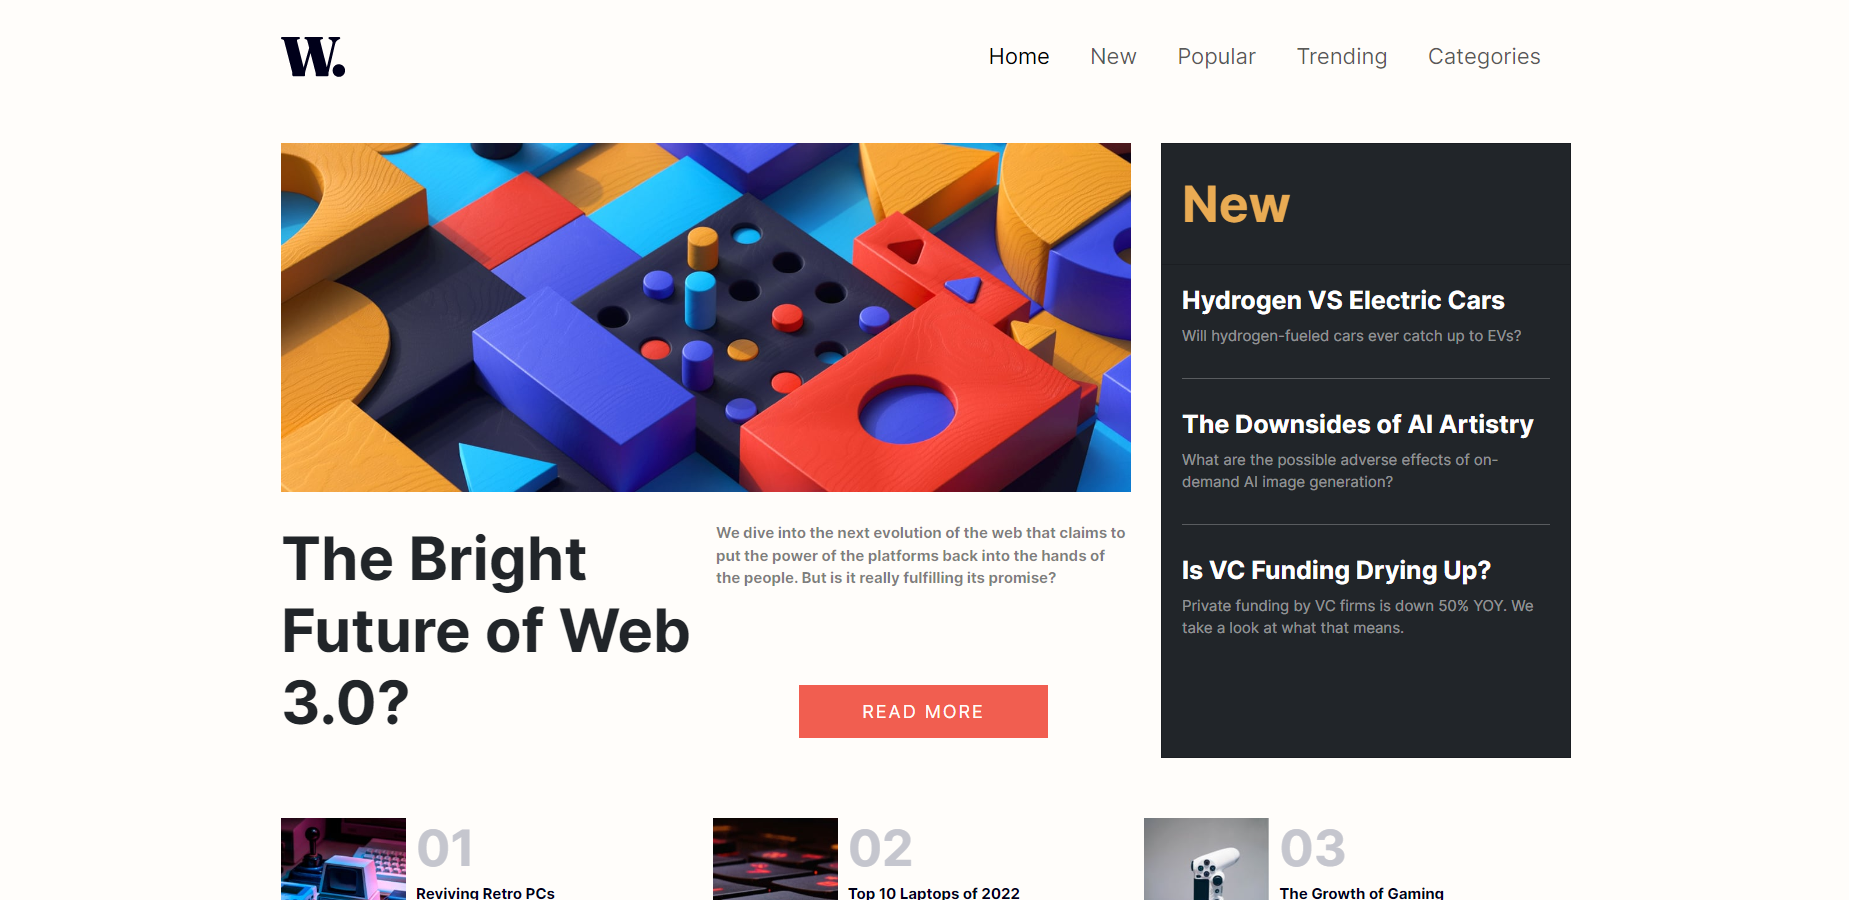 W.
Home New Popular Trending Categories
The Bright
Future of Web
3.0?
We dive into the next evolution of the web that claims to
put the power of the platforms back into the hands of
the people. But is it really fulfilling its promise?
READ MORE
New
Hydrogen VS Electric Cars
Will hydrogen-fueled cars ever catch up to EVs?
The Downsides of AI Artistry
What are the possible adverse effects of on-
demand AI image generation?
Is VC Funding Drying Up?
Private funding by VC firms is down 50% YOY. We
take a look at what that means.
01
Reviving Retro PCs
02
Top 10 Laptops of 2022
03
The Growth of Gaming